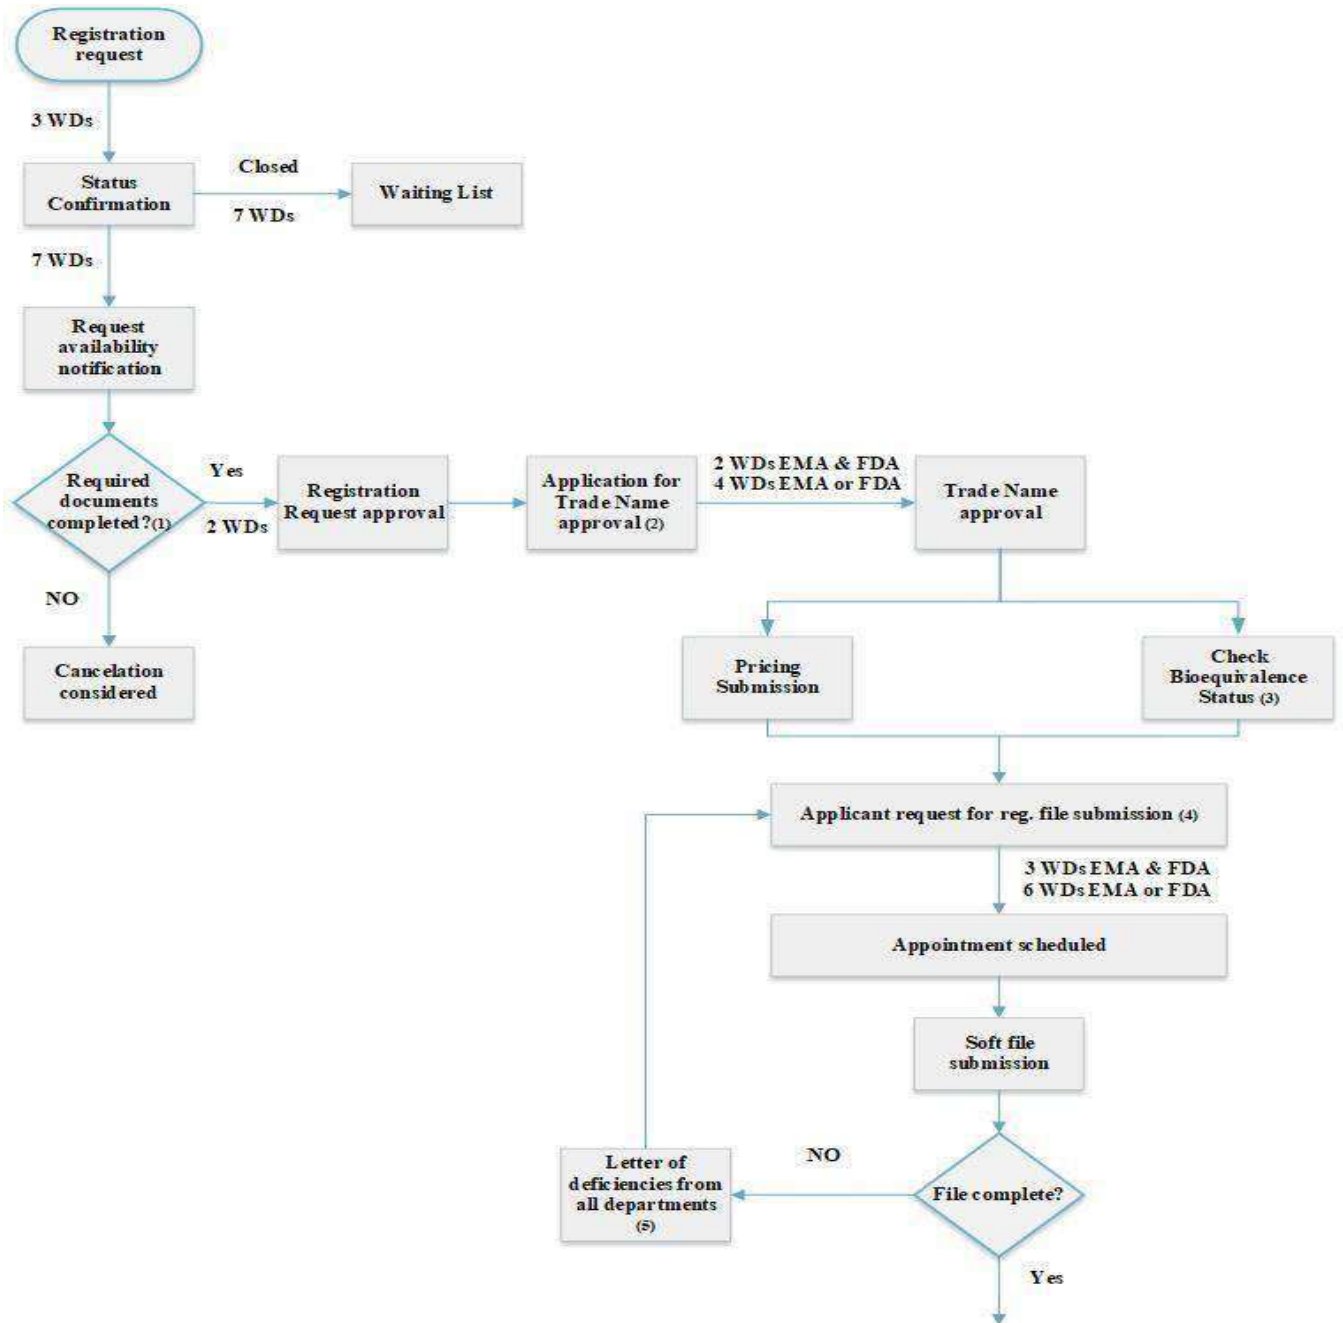 Registration
request
3 WDs
Status
Confirmation
Closed
7 WDs
Waiting List
7 WDs
Request
availability
notification
Required
documents
completed?(1)
Yes
2 WDs
Registration
Request approval
Application for
Trade Name
approval (2)
2 WDs EMA & FDA
4 WDs EMA or FDA
Trade Name
approval
NO
Cancelation
considered
Pricing
Submission
Check
Bioequivalence
Status (3)
Applicant request for reg. file submission (4)
3 WDs EMA & FDA
6 WDs EMA or FDA
Appointment scheduled
Soft file
submission
File complete?
NO
Letter of
deficiencies from
all departments
(5)
Yes